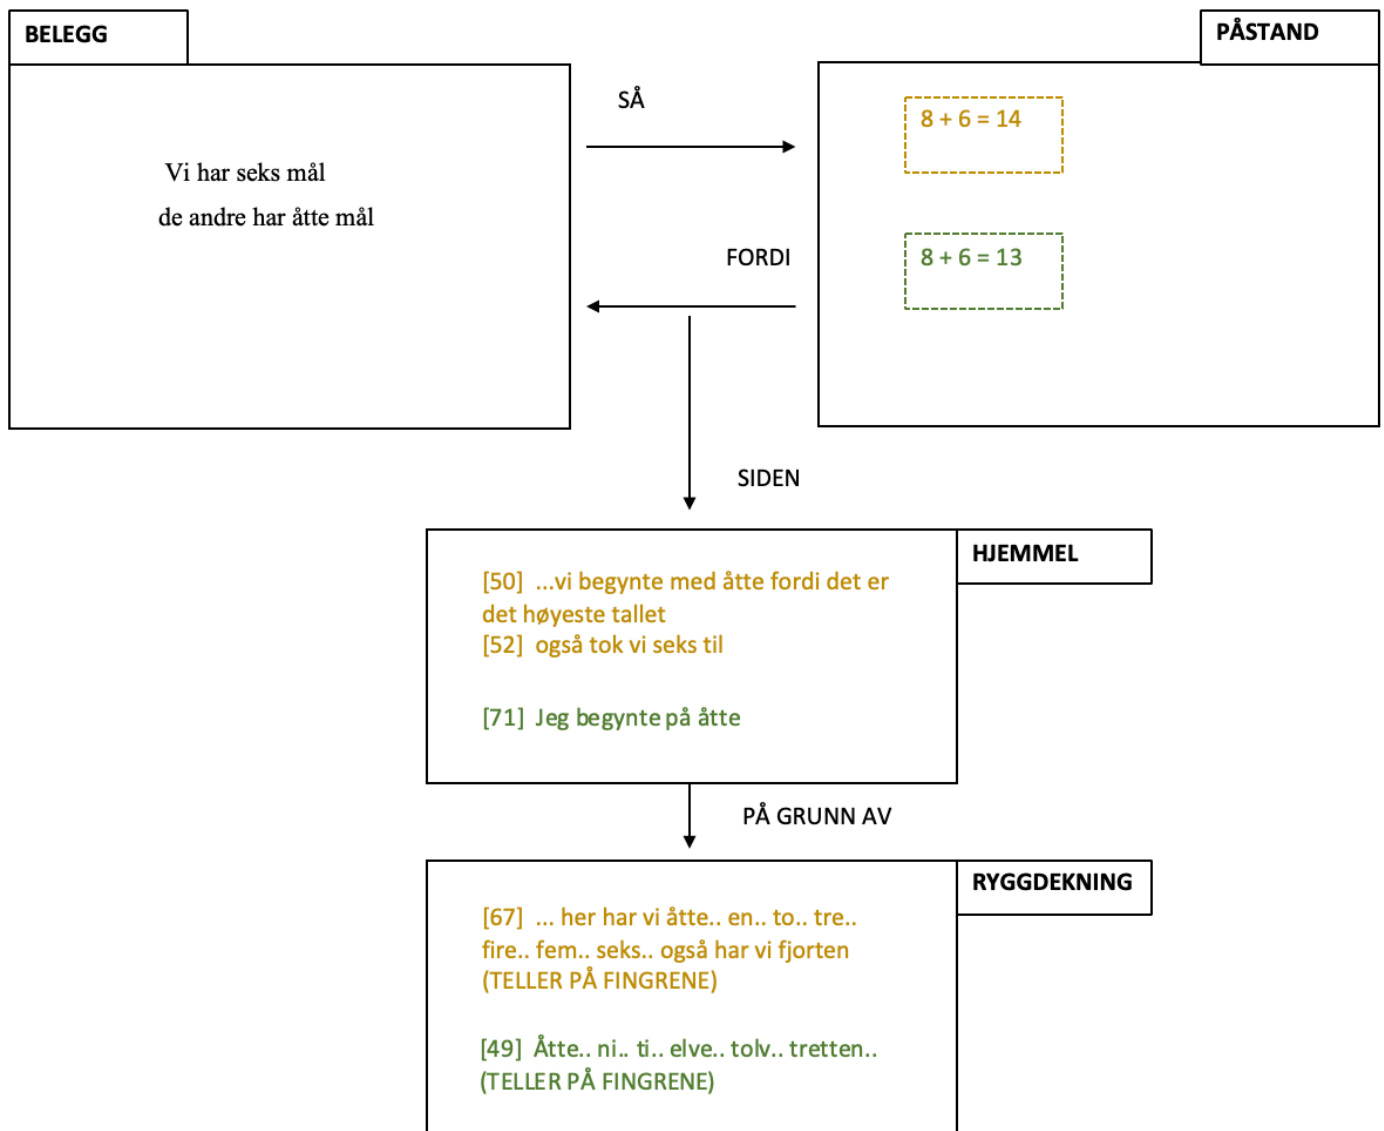 BELEGG
Vi har seks mål
de andre har åtte mål
SÅ
FORDI
PÅSTAND
8 + 6 = 14
8 + 6 = 13
SIDEN
HJEMMEL
[50] ...vi begynte med åtte fordi det er
det høyeste tallet
[52] også tok vi seks til
[71] Jeg begynte på åtte
PÅ GRUNN AV
RYGGDEKNING
[67] ... her har vi åtte.. en.. to.. tre..
fire.. fem.. seks.. også har vi fjorten
(TELLER PÅ FINGRENE)
[49] Åtte.. ni.. ti.. elve.. tolv.. tretten..
(TELLER PÅ FINGRENE)